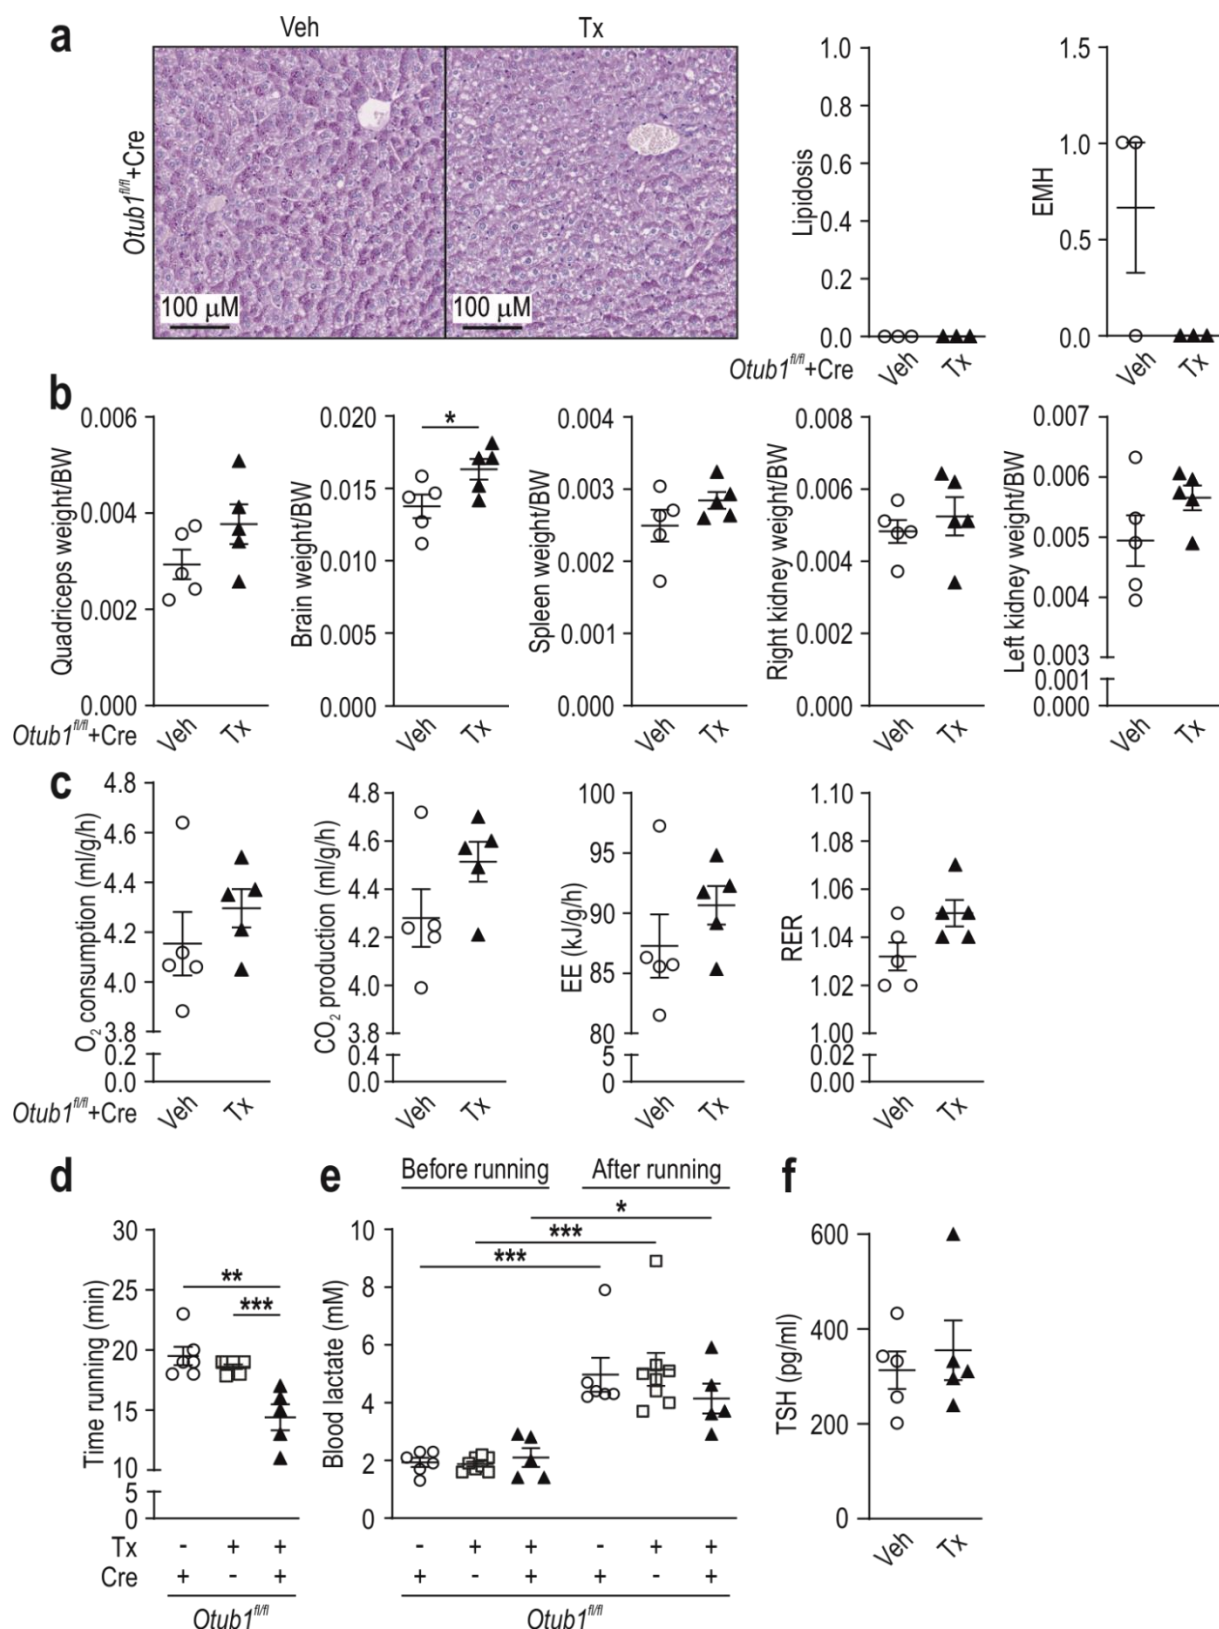 a
Veh
Tx
Otub1fl/fl+Cre
100 μM
100 μM
Lipidosis
1.0
0.8
0.6
0.4
0.2
0.0
EMH
1.5
1.0
0.5
0.0
Otub1fl/fl+Cre
Veh
Tx
Veh
Tx
b
Quadriceps weight/BW
0.006
0.004
0.002
0.000
Brain weight/BW
0.020
0.015
0.010
0.005
0.000
*
Spleen weight/BW
0.004
0.003
0.002
0.001
0.000
Right kidney weight/BW
0.008
0.006
0.004
0.002
0.000
Left kidney weight/BW
0.007
0.006
0.005
0.004
0.003
0.001
0.000
Otub1fl/fl+Cre
Veh
Tx
Veh
Tx
Veh
Tx
Veh
Tx
Veh
Tx
c
O2 consumption (ml/g/h)
4.8
4.6
4.4
4.2
4.0
3.8
0.2
0.0
CO2 production (ml/g/h)
4.8
4.6
4.4
4.2
4.0
3.8
0.4
0.0
EE (kJ/g/h)
100
95
90
85
80
5
0
RER
1.10
1.08
1.06
1.04
1.02
1.00
0.02
0.00
Otub1fl/fl+Cre
Veh
Tx
Veh
Tx
Veh
Tx
Veh
Tx
d
Time running (min)
30
25
20
15
10
5
0
**
***
Tx - + +
Cre + - +
Otub1fl/fl
e
Before running
After running
Blood lactate (mM)
10
8
6
4
2
0
*
***
***
- + + - + +
+ - + + - +
Otub1fl/fl
f
TSH (pg/ml)
600
400
200
0
Veh
Tx